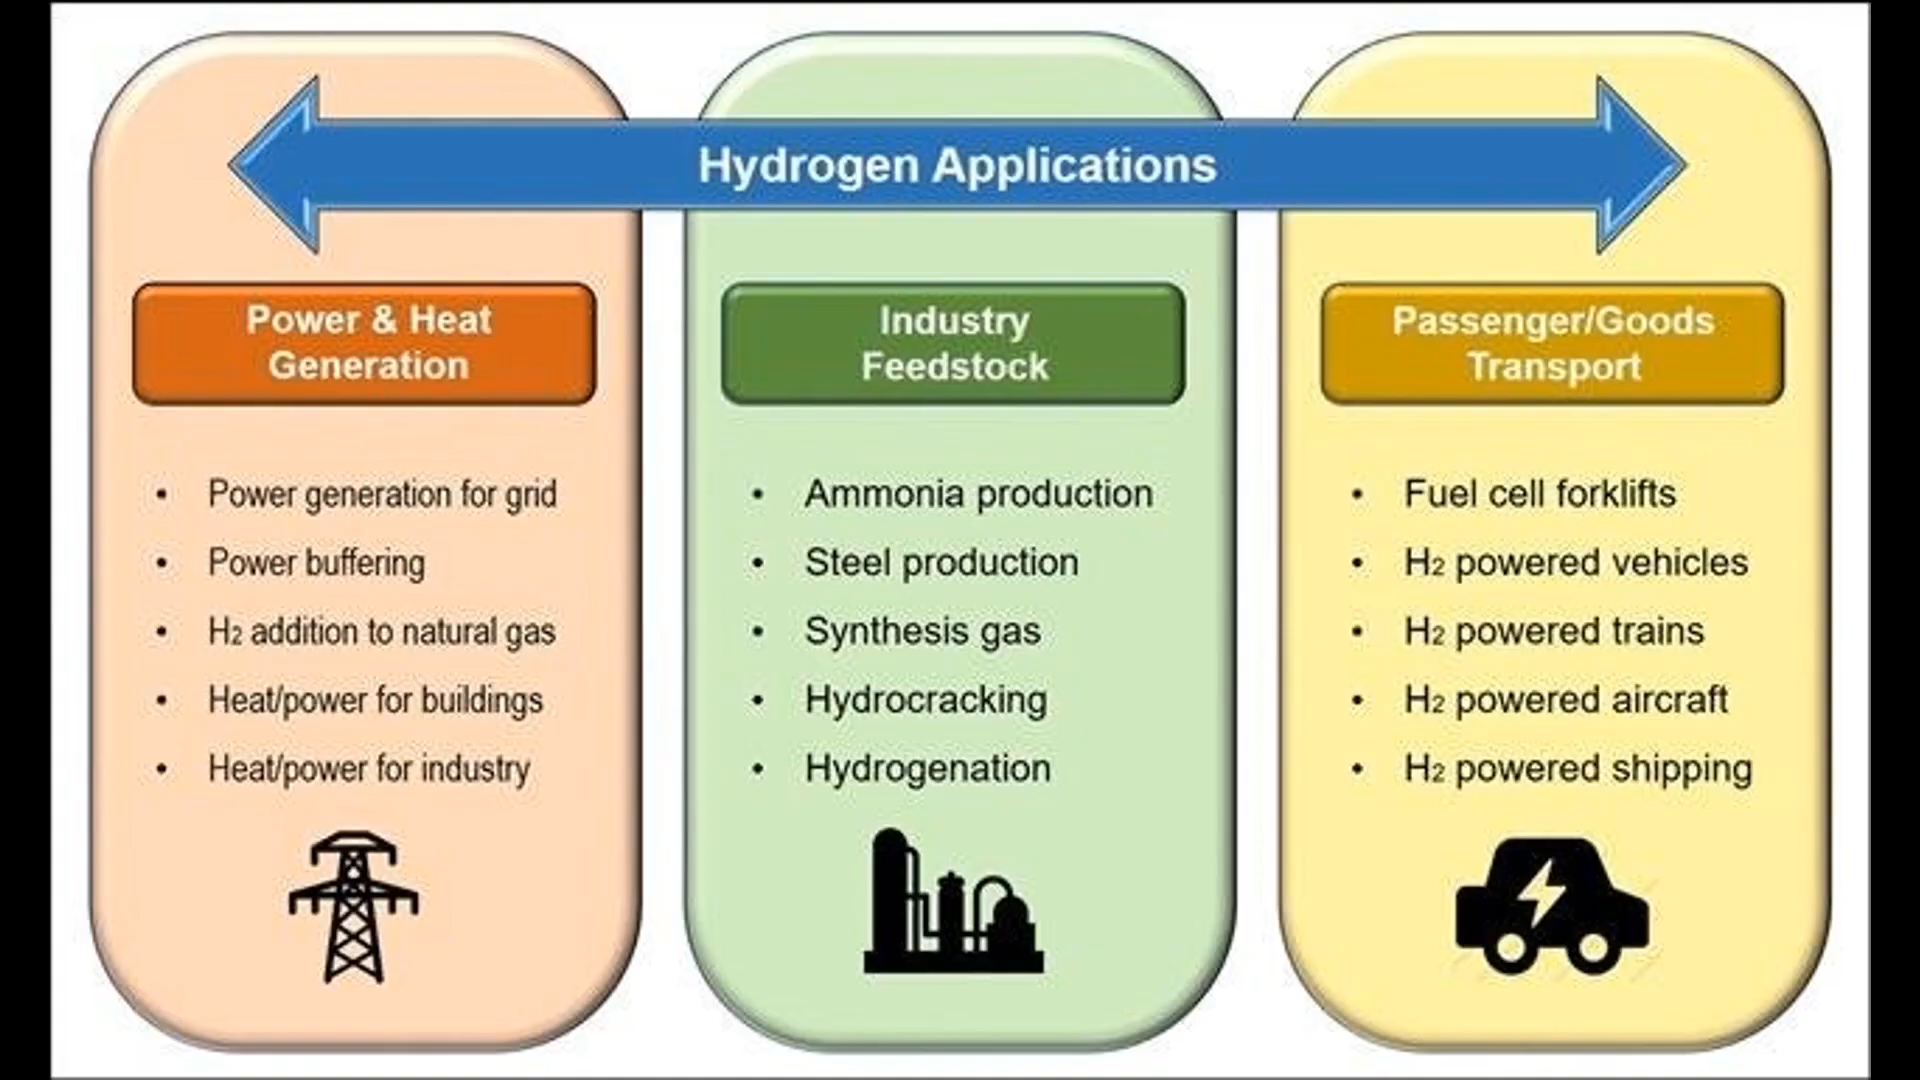 Hydrogen Applications
Power & Heat
Generation
• Power generation for grid
• Power buffering
• H2 addition to natural gas
• Heat/power for buildings
• Heat/power for industry
Industry
Feedstock
• Ammonia production
• Steel production
• Synthesis gas
• Hydrocracking
• Hydrogenation
Passenger/Goods
Transport
• Fuel cell forklifts
• H2 powered vehicles
• H2 powered trains
• H2 powered aircraft
• H2 powered shipping